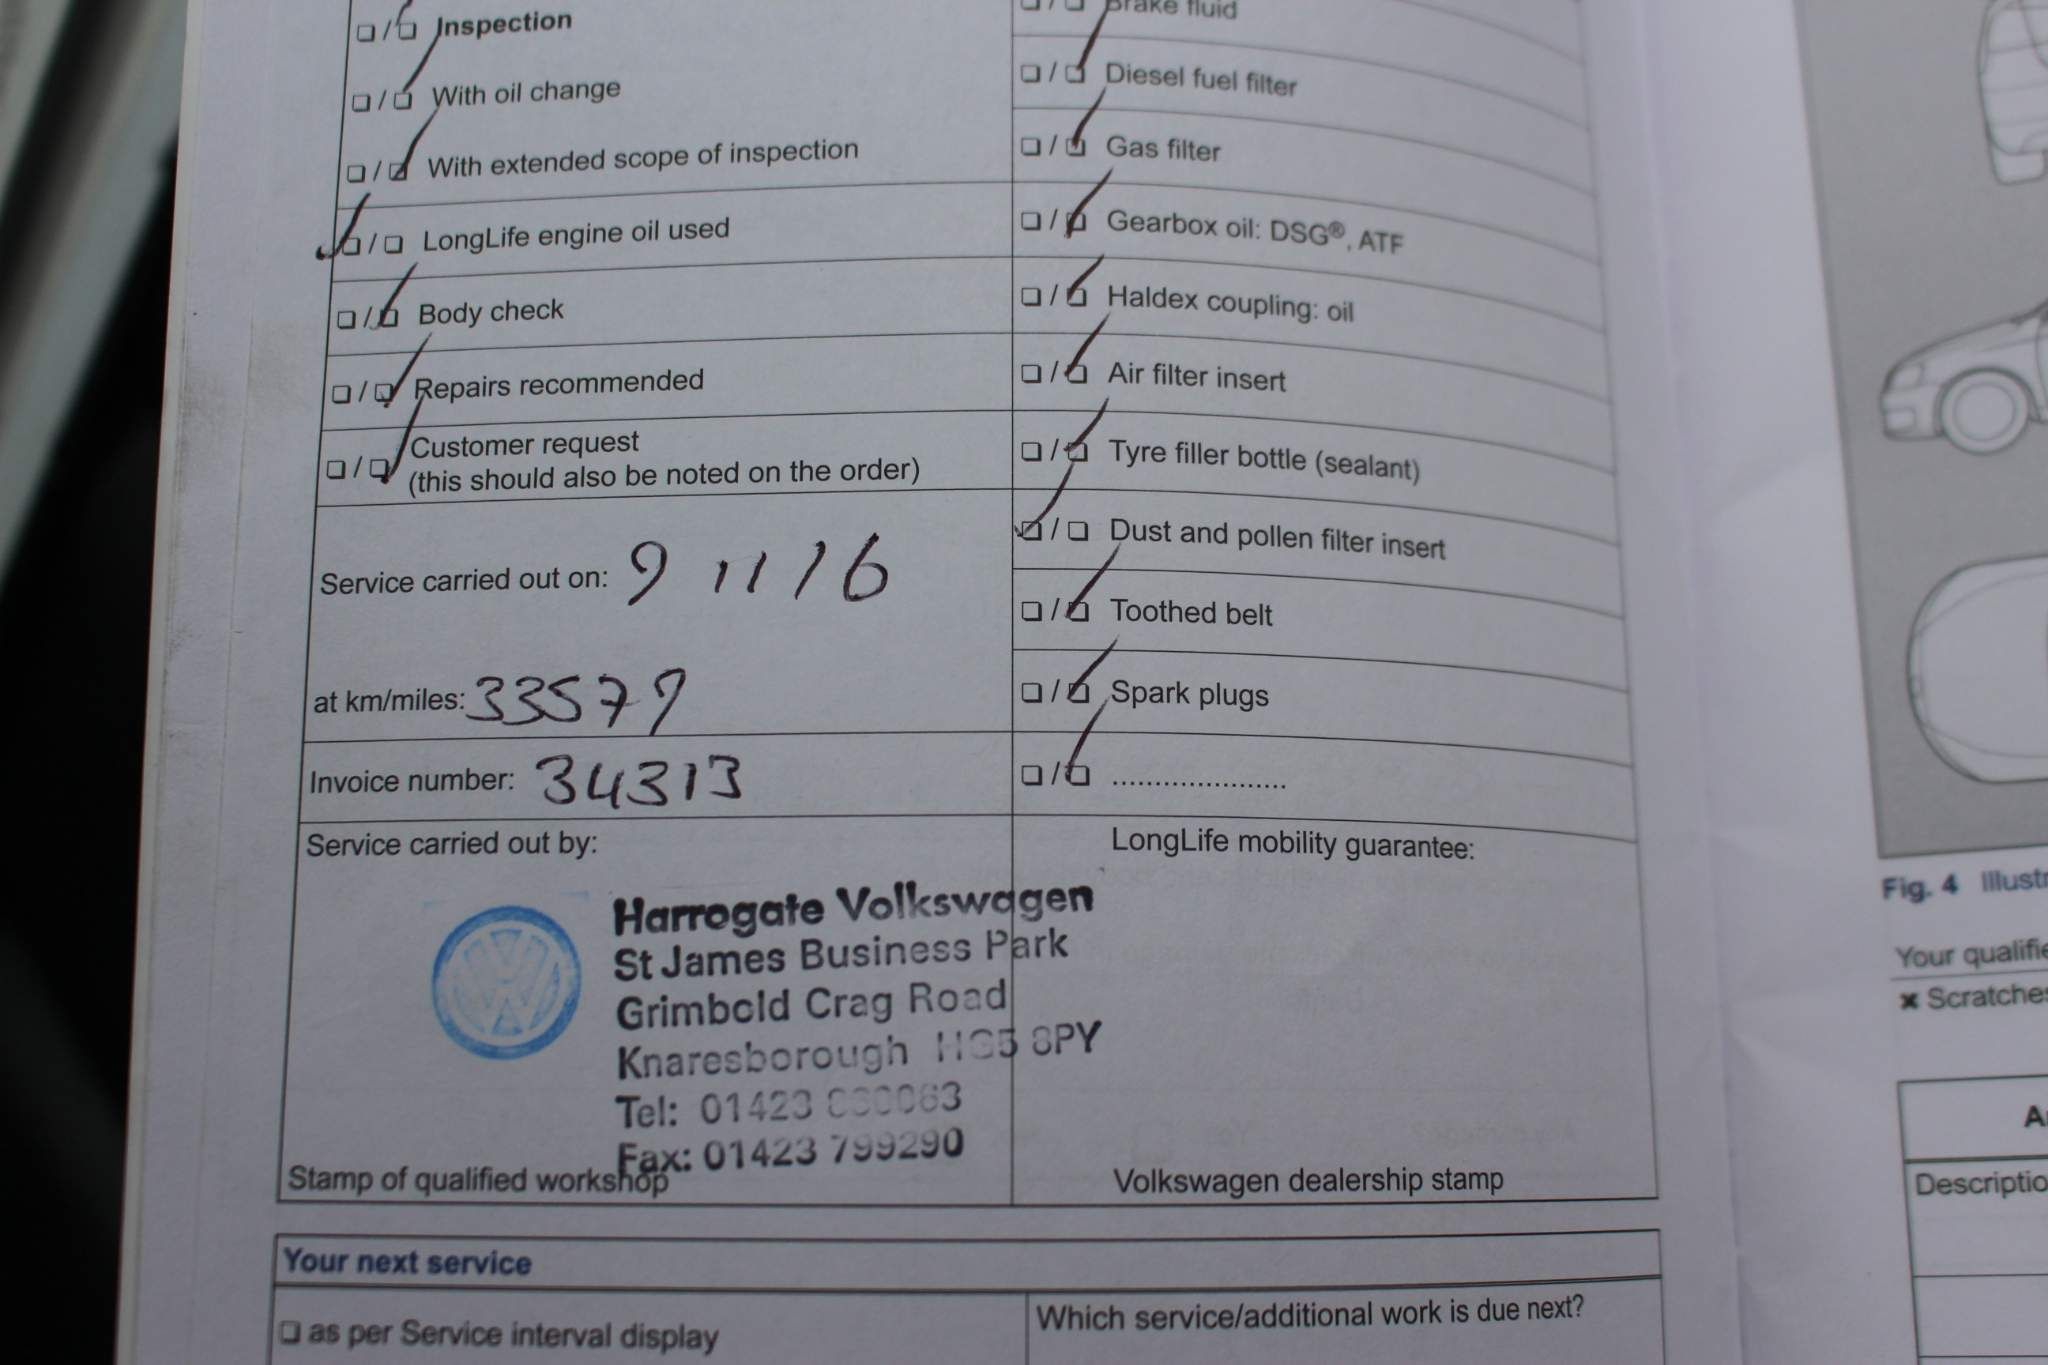 Inspection
With oil change
With extended scope of inspection
LongLife engine oil used
Body check
Repairs recommended
Customer request
(this should also be noted on the order)
Service carried out on: 9 11 / 6
at km/miles: 33579
Invoice number: 34313
Brake fluid
Diesel fuel filter
Gas filter
Gearbox oil: DSG®, ATF
Haldex coupling: oil
Air filter insert
Tyre filler bottle (sealant)
Dust and pollen filter insert
Toothed belt
Spark plugs
.....................
Service carried out by:
Harrogate Volkswagen
St James Business Park
Grimbold Crag Road
Knaresborough HG5 8PY
Tel: 01423
Fax: 01423 799290
Stamp of qualified workshop
LongLife mobility guarantee:
Volkswagen dealership stamp
Your next service
as per Service interval display
Which service/additional work is due next?
Fig. 4
Your